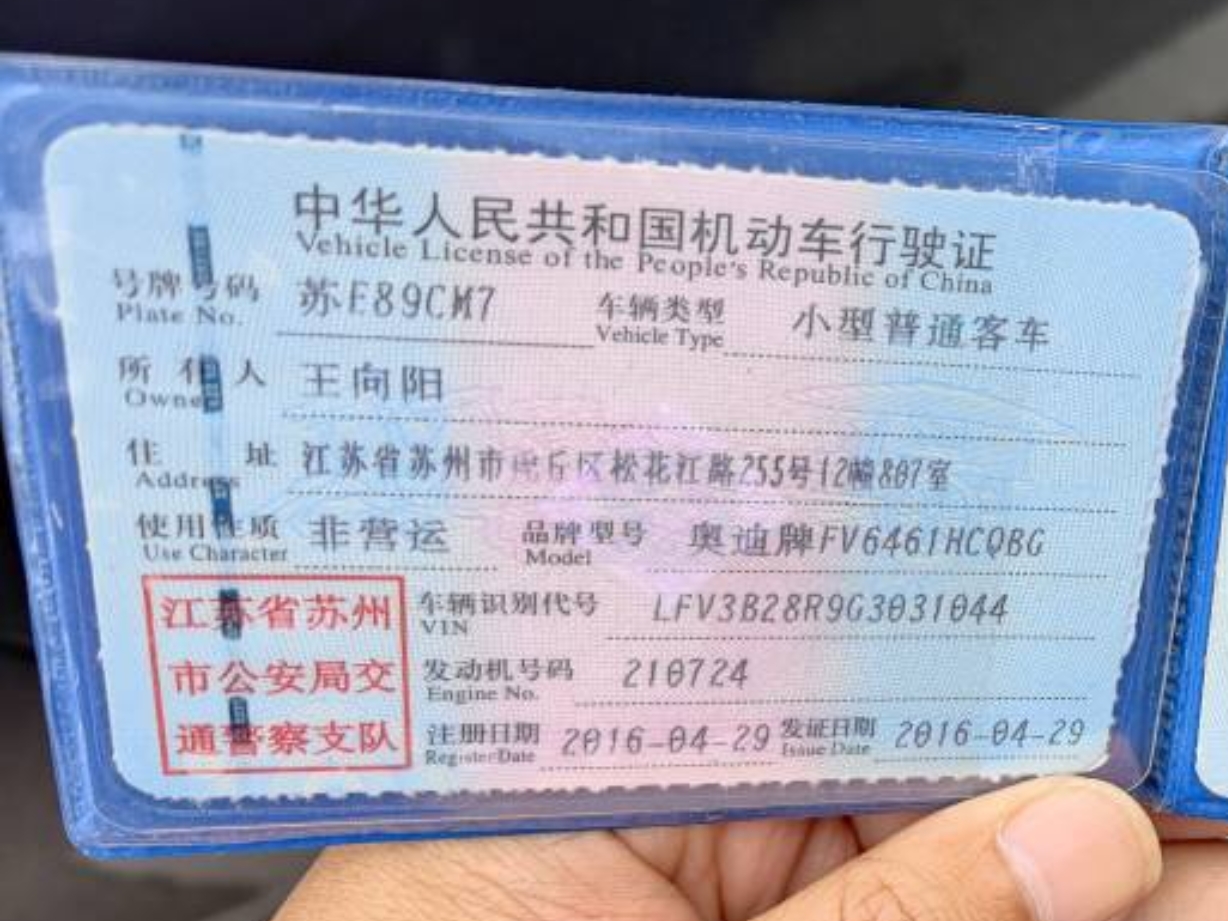 中华人民共和国机动车行驶证
Vehicle License of the People's Republic of China
号牌号码 苏E89CM7 车辆类型 小型普通客车
Plate No. Vehicle Type
所有人 王向阳
Owner
住址 江苏省苏州市虎丘区松花江路255号12幢807室
Address
使用性质 非营运 品牌型号 奥迪牌FV6461HCQBG
Use Character Model
江苏省苏州
市公安局交
通警察支队
车辆识别代号 LFV3B28R9G3031044
VIN
发动机号码 210724
Engine No.
注册日期 2016-04-29 发证日期 2016-04-29
Register Date Issue Date